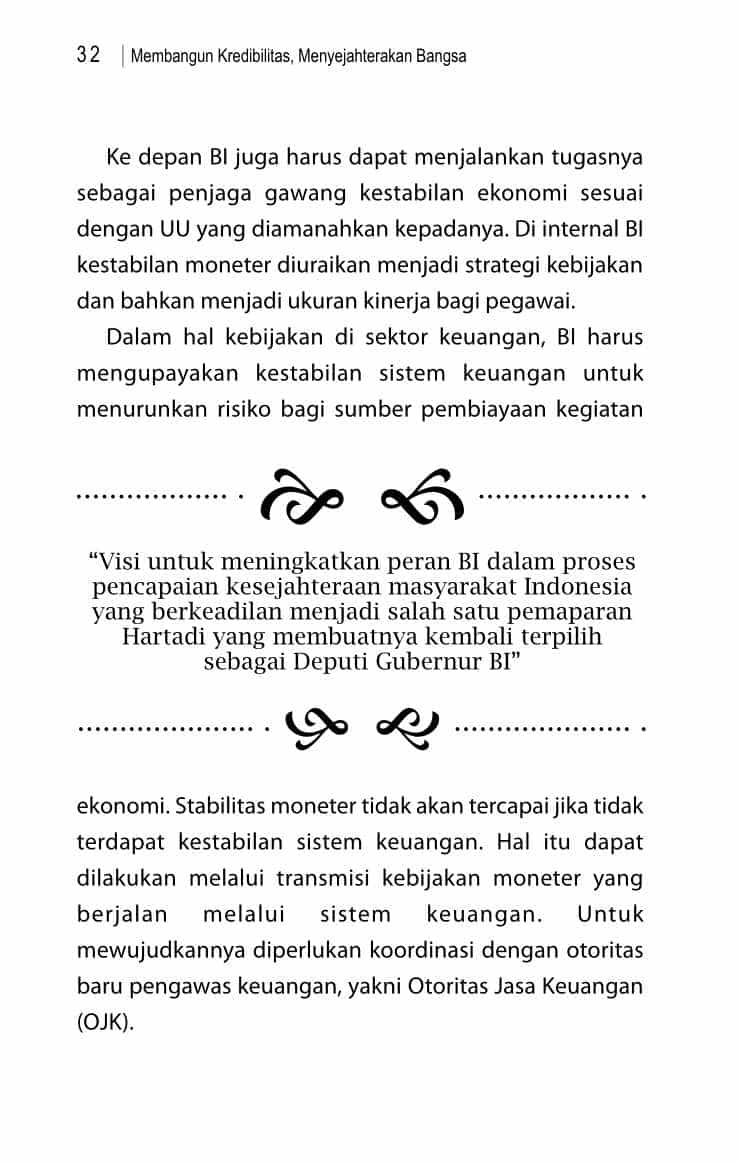 32 Membangun Kredibilitas, Menyejahterakan Bangsa
Ke depan BI juga harus dapat menjalankan tugasnya
sebagai penjaga gawang kestabilan ekonomi sesuai
dengan UU yang diamanahkan kepadanya. Di internal BI
kestabilan moneter diuraikan menjadi strategi kebijakan
dan bahkan menjadi ukuran kinerja bagi pegawai.
Dalam hal kebijakan di sektor keuangan, BI harus
mengupayakan kestabilan sistem keuangan untuk
menurunkan risiko bagi sumber pembiayaan kegiatan
“Visi untuk meningkatkan peran BI dalam proses
pencapaian kesejahteraan masyarakat Indonesia
yang berkeadilan menjadi salah satu pemaparan
Hartadi yang membuatnya kembali terpilih
sebagai Deputi Gubernur BI”
ekonomi. Stabilitas moneter tidak akan tercapai jika tidak
terdapat kestabilan sistem keuangan. Hal itu dapat
dilakukan melalui transmisi kebijakan moneter yang
berjalan melalui sistem keuangan. Untuk
mewujudkannya diperlukan koordinasi dengan otoritas
baru pengawas keuangan, yakni Otoritas Jasa Keuangan
(OJK).